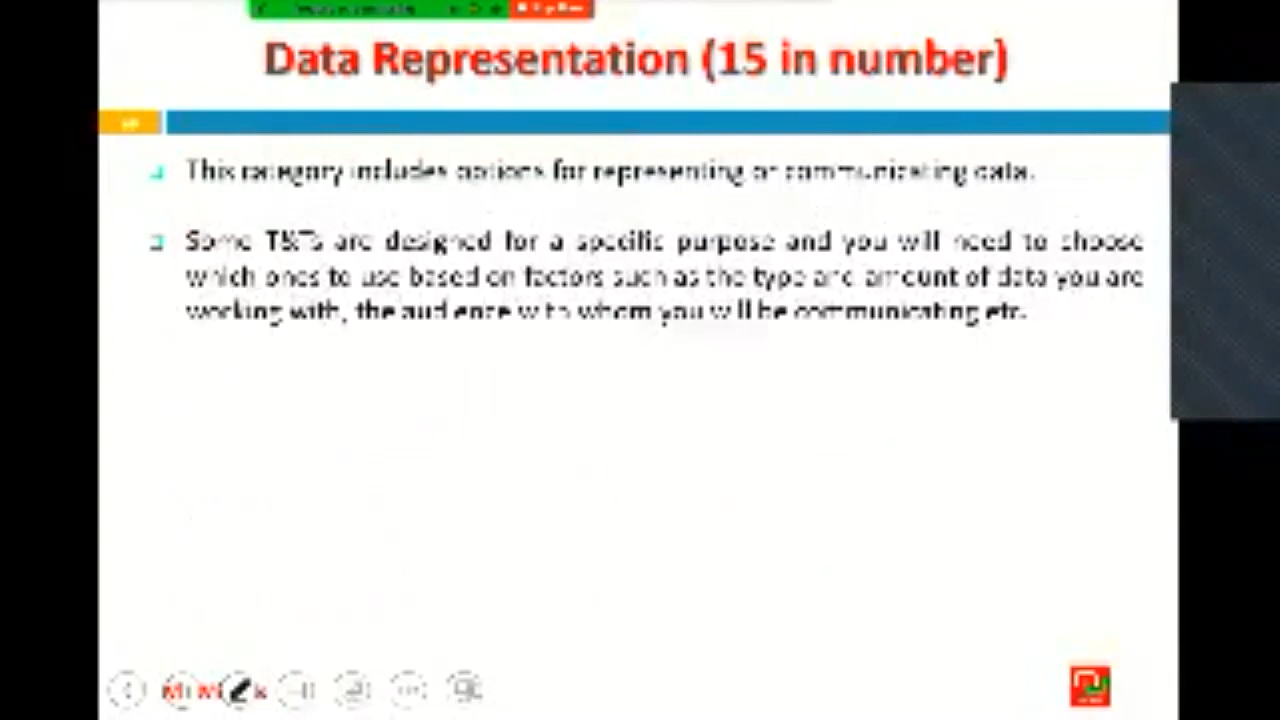 Data Representation (15 in number)
This category includes options for representing or communicating data.
Some T&Ts are designed for a specific purpose and you will need to choose
which ones to use based on factors such as the type and amount of data you are
working with, the audience with whom you will be communicating etc.